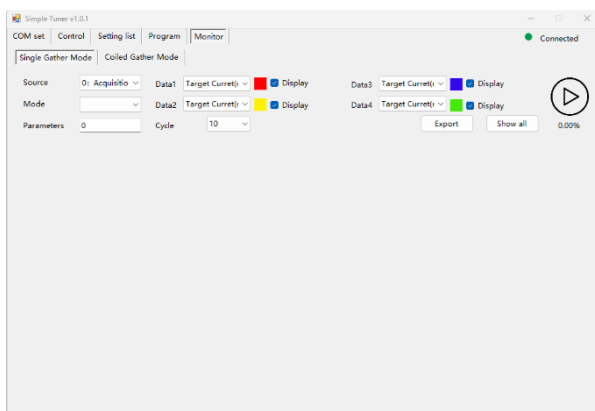 Simple Tuner v1.0.1
COM set Control Setting list Program Monitor Connected
Single Gather Mode Coiled Gather Mode
Source 0: Acquisitio Data1 Target Curret(r Display Data3 Target Curret(r Display
Mode Data2 Target Curret(r Display Data4 Target Curret(r Display
Parameters 0 Cycle 10 Export Show all 0.00%